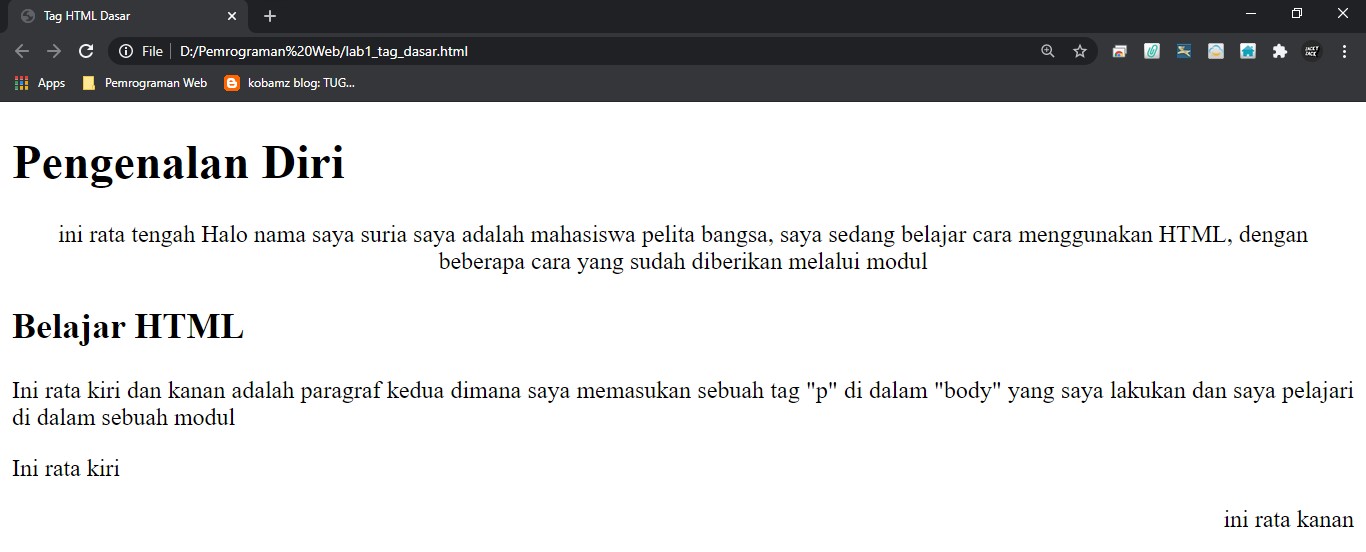 Tag HTML Dasar
File D:/Pemrograman%20Web/lab1_tag_dasar.html
Apps Pemrograman Web kobamz blog: TUG...
Pengenalan Diri
ini rata tengah Halo nama saya suria saya adalah mahasiswa pelita bangsa, saya sedang belajar cara menggunakan HTML, dengan
beberapa cara yang sudah diberikan melalui modul
Belajar HTML
Ini rata kiri dan kanan adalah paragraf kedua dimana saya memasukan sebuah tag "p" di dalam "body" yang saya lakukan dan saya pelajari
di dalam sebuah modul
Ini rata kiri
ini rata kanan